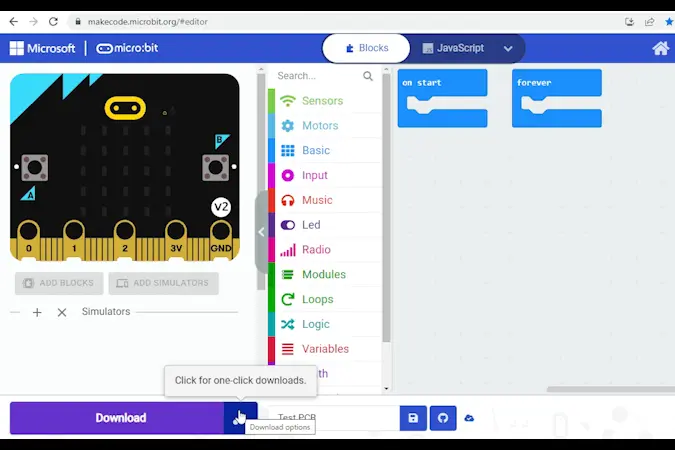 makecode.microbit.org/#editor
Microsoft
micro:bit
Blocks
JavaScript
Search...
Sensors
Motors
Basic
Input
Music
Led
Radio
Modules
Loops
Logic
Variables
on start
forever
B
A
V2
0 1 2 3V GND
ADD BLOCKS
ADD SIMULATORS
Simulators
Click for one-click downloads.
Download
Test PCB
Download options